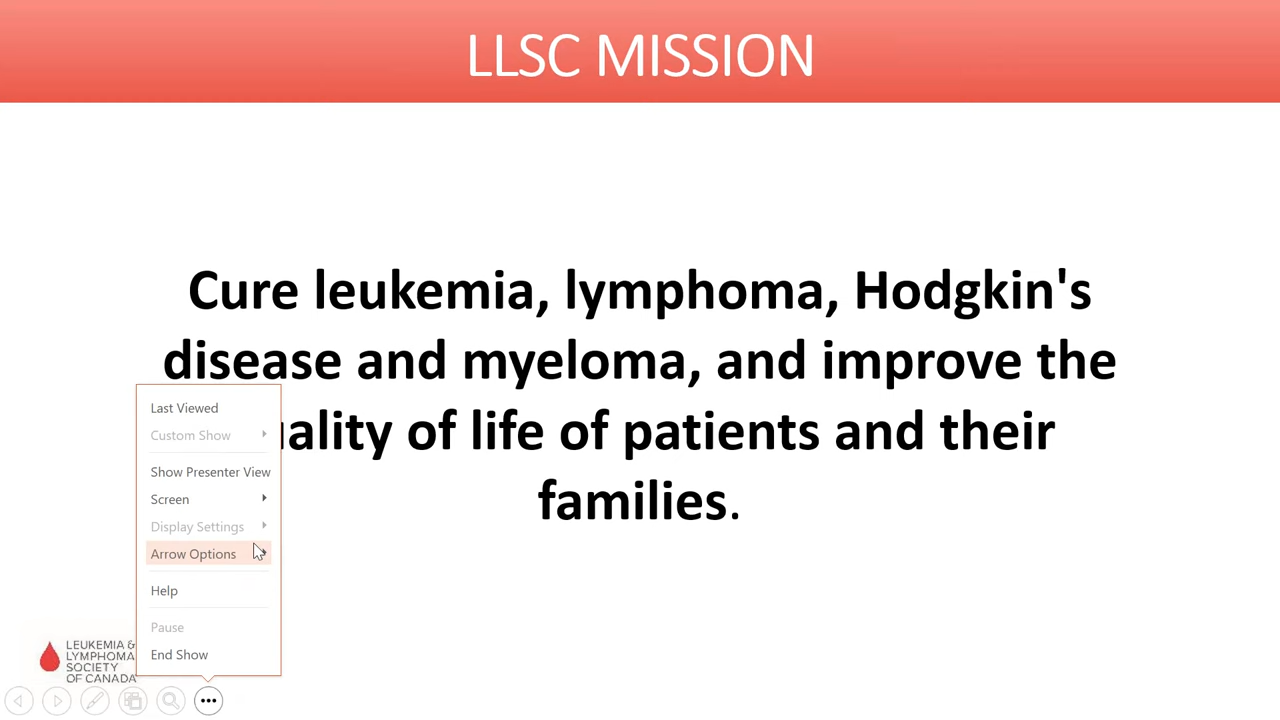 LLSC MISSION
Cure leukemia, lymphoma, Hodgkin's
disease and myeloma, and improve the
ality of life of patients and their
families.
Last Viewed
Custom Show
Show Presenter View
Screen
Display Settings
Arrow Options
Help
Pause
End Show
LEUKEMIA &
LYMPHOMA
SOCIETY
OF CANADA